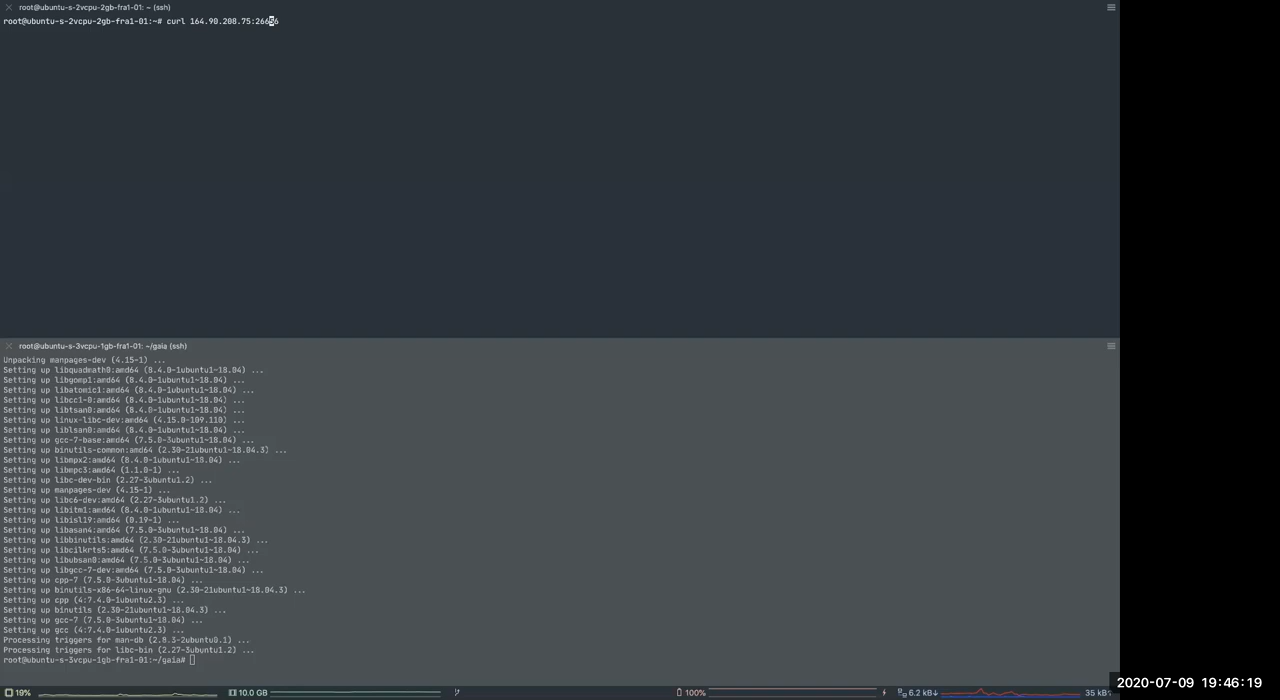 root@ubuntu-s-2vcpu-2gb-fra1-01: ~ (ssh)
root@ubuntu-s-2vcpu-2gb-fra1-01:~# curl 164.90.208.75:26656
root@ubuntu-s-3vcpu-1gb-fra1-01: ~/gaia (ssh)
Unpacking manpages-dev (4.15-1) ...
Setting up libquadmath0:amd64 (8.4.0-1ubuntu1~18.04) ...
Setting up libgomp1:amd64 (8.4.0-1ubuntu1~18.04) ...
Setting up libatomic1:amd64 (8.4.0-1ubuntu1~18.04) ...
Setting up libcc1-0:amd64 (8.4.0-1ubuntu1~18.04) ...
Setting up libtsan0:amd64 (8.4.0-1ubuntu1~18.04) ...
Setting up linux-libc-dev:amd64 (4.15.0-109.110) ...
Setting up liblsan0:amd64 (8.4.0-1ubuntu1~18.04) ...
Setting up gcc-7-base:amd64 (7.5.0-3ubuntu1~18.04) ...
Setting up binutils-common:amd64 (2.30-21ubuntu1~18.04.3) ...
Setting up libmpx2:amd64 (8.4.0-1ubuntu1~18.04) ...
Setting up libmpc3:amd64 (1.1.0-1) ...
Setting up libc-dev-bin (2.27-3ubuntu1.2) ...
Setting up manpages-dev (4.15-1) ...
Setting up libc6-dev:amd64 (2.27-3ubuntu1.2) ...
Setting up libitm1:amd64 (8.4.0-1ubuntu1~18.04) ...
Setting up libisl19:amd64 (0.19-1) ...
Setting up libasan4:amd64 (7.5.0-3ubuntu1~18.04) ...
Setting up libbinutils:amd64 (2.30-21ubuntu1~18.04.3) ...
Setting up libcilkrts5:amd64 (7.5.0-3ubuntu1~18.04) ...
Setting up libubsan0:amd64 (7.5.0-3ubuntu1~18.04) ...
Setting up libgcc-7-dev:amd64 (7.5.0-3ubuntu1~18.04) ...
Setting up cpp-7 (7.5.0-3ubuntu1~18.04) ...
Setting up binutils-x86-64-linux-gnu (2.30-21ubuntu1~18.04.3) ...
Setting up cpp (4:7.4.0-1ubuntu2.3) ...
Setting up binutils (2.30-21ubuntu1~18.04.3) ...
Setting up gcc-7 (7.5.0-3ubuntu1~18.04) ...
Setting up gcc (4:7.4.0-1ubuntu2.3) ...
Processing triggers for man-db (2.8.3-2ubuntu0.1) ...
Processing triggers for libc-bin (2.27-3ubuntu1.2) ...
root@ubuntu-s-3vcpu-1gb-fra1-01:~/gaia#
19% 10.0 GB 100% 6.2 kB↓ 35 kB↑
2020-07-09 19:46:19